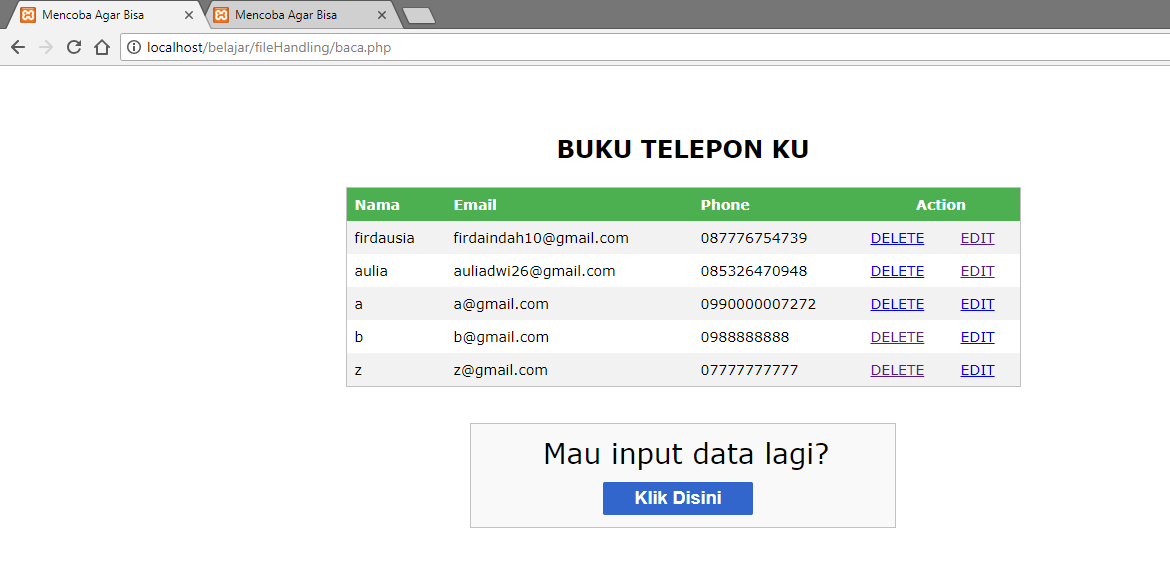 Mencoba Agar Bisa Mencoba Agar Bisa
localhost/belajar/fileHandling/baca.php
BUKU TELEPON KU
Nama Email Phone Action
firdausia firdaindah10@gmail.com 087776754739 DELETE EDIT
aulia auliadwi26@gmail.com 085326470948 DELETE EDIT
a a@gmail.com 0990000007272 DELETE EDIT
b b@gmail.com 0988888888 DELETE EDIT
z z@gmail.com 07777777777 DELETE EDIT
Mau input data lagi?
Klik Disini